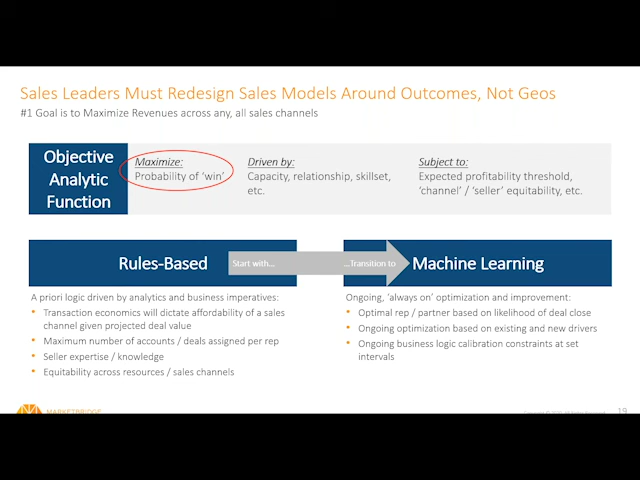 Sales Leaders Must Redesign Sales Models Around Outcomes, Not Geos
#1 Goal is to Maximize Revenues across any, all sales channels
Objective
Analytic
Function
Maximize:
Probability of ‘win’
Driven by:
Capacity, relationship, skillset,
etc.
Subject to:
Expected profitability threshold,
‘channel’ / ‘seller’ equitability, etc.
Rules-Based
Start with…
…Transition to
Machine Learning
A priori logic driven by analytics and business imperatives:
• Transaction economics will dictate affordability of a sales
channel given projected deal value
• Maximum number of accounts / deals assigned per rep
• Seller expertise / knowledge
• Equitability across resources / sales channels
Ongoing, ‘always on’ optimization and improvement:
• Optimal rep / partner based on likelihood of deal close
• Ongoing optimization based on existing and new drivers
• Ongoing business logic calibration constraints at set
intervals
MARKETBRIDGE
19